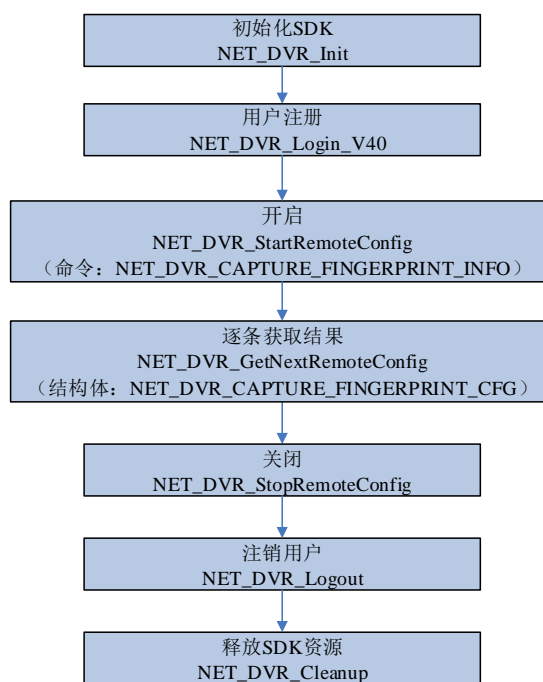 初始化SDK
NET_DVR_Init
用户注册
NET_DVR_Login_V40
开启
NET_DVR_StartRemoteConfig
（命令：NET_DVR_CAPTURE_FINGERPRINT_INFO）
逐条获取结果
NET_DVR_GetNextRemoteConfig
（结构体：NET_DVR_CAPTURE_FINGERPRINT_CFG）
关闭
NET_DVR_StopRemoteConfig
注销用户
NET_DVR_Logout
释放SDK资源
NET_DVR_Cleanup